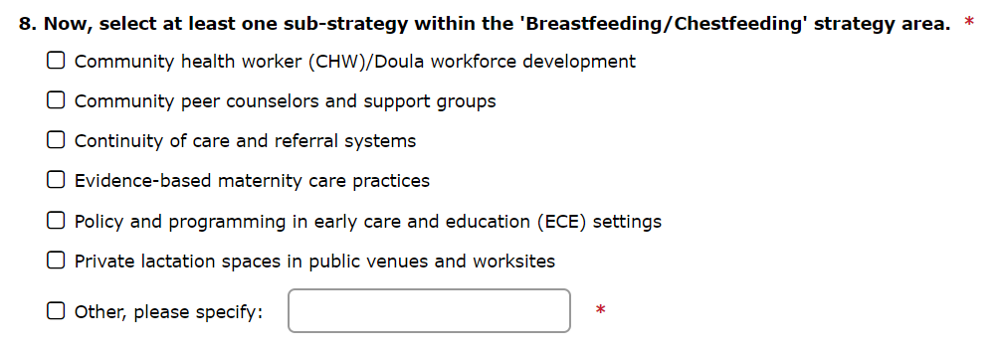 8. Now, select at least one sub-strategy within the 'Breastfeeding/Chestfeeding' strategy area. *
Community health worker (CHW)/Doula workforce development
Community peer counselors and support groups
Continuity of care and referral systems
Evidence-based maternity care practices
Policy and programming in early care and education (ECE) settings
Private lactation spaces in public venues and worksites
Other, please specify: *